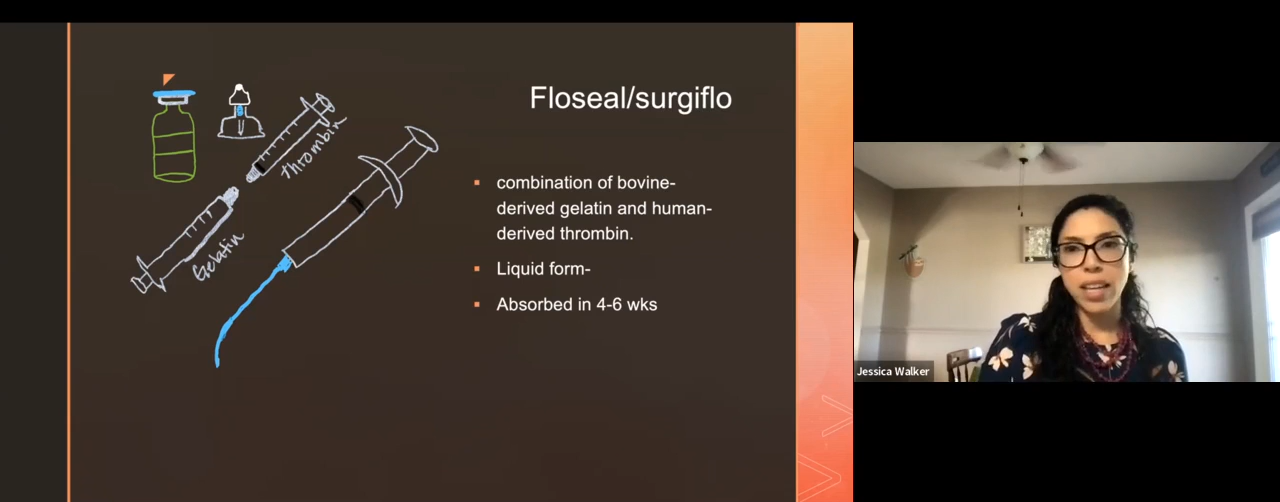 Floseal/surgiflo
thrombin
Gelatin
combination of bovine-
derived gelatin and human-
derived thrombin.
Liquid form-
Absorbed in 4-6 wks
Jessica Walker